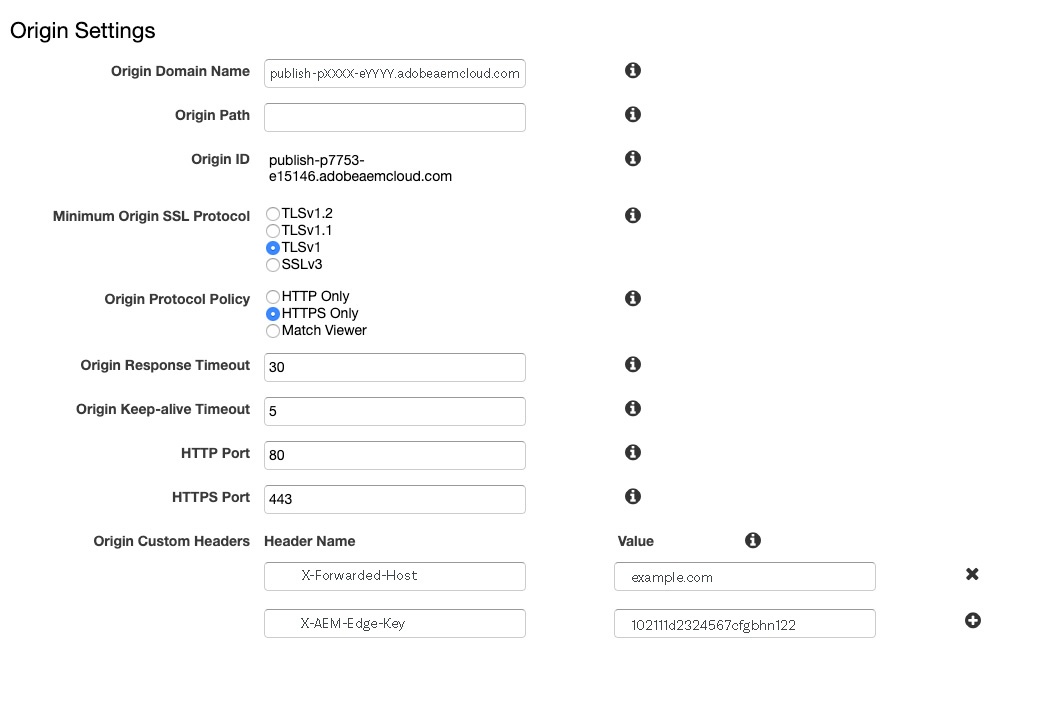 Origin Settings
Origin Domain Name publish-pXXXX-eYYYY.adobeaemcloud.com
Origin Path
Origin ID publish-p7753-
e15146.adobeaemcloud.com
Minimum Origin SSL Protocol TLSv1.2
TLSv1.1
TLSv1
SSLv3
Origin Protocol Policy HTTP Only
HTTPS Only
Match Viewer
Origin Response Timeout 30
Origin Keep-alive Timeout 5
HTTP Port 80
HTTPS Port 443
Origin Custom Headers Header Name Value
X-Forwarded-Host example.com
X-AEM-Edge-Key 102111d2324567cfgbhn122